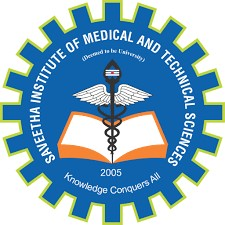 SAVEETHA INSTITUTE OF MEDICAL AND TECHNICAL SCIENCES
(Deemed to be University)
2005
Knowledge Conquers All